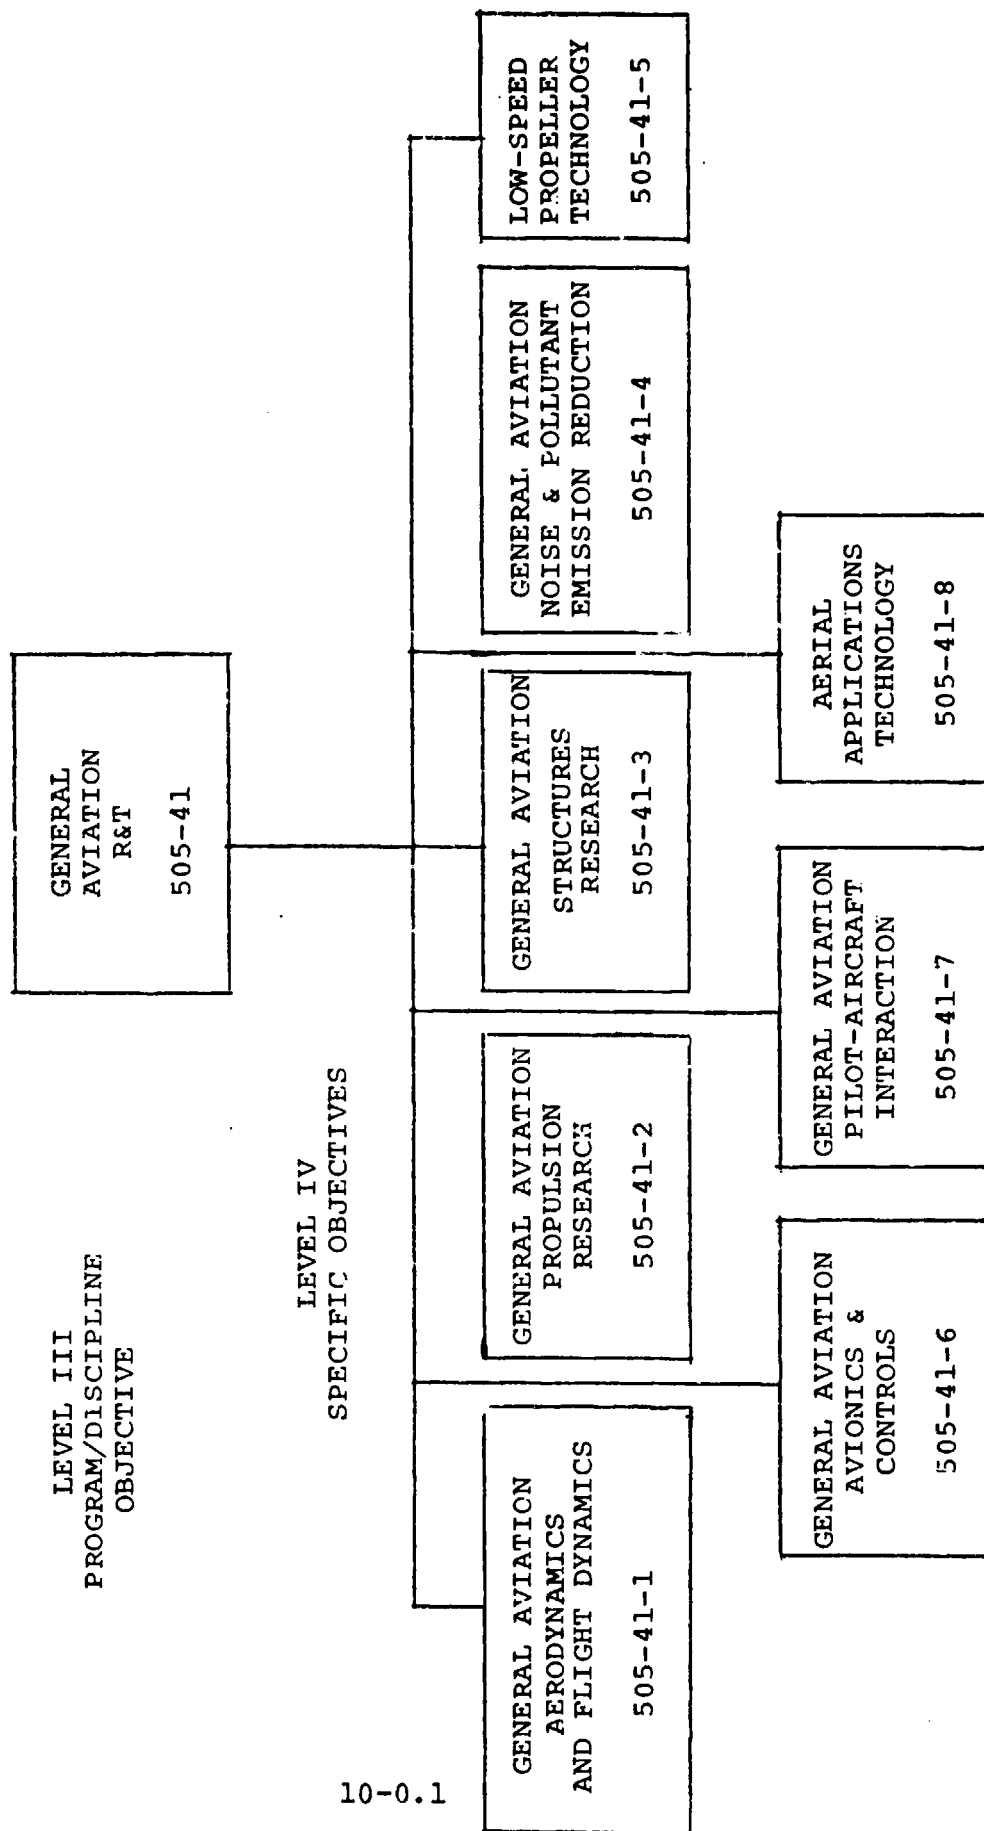 LEVEL III
PROGRAM/DISCIPLINE
OBJECTIVE
GENERAL
AVIATION
R&T
505-41
LEVEL IV
SPECIFIC OBJECTIVES
GENERAL AVIATION
AERODYNAMICS
AND FLIGHT DYNAMICS
505-41-1
GENERAL AVIATION
PROPULSION
RESEARCH
505-41-2
GENERAL AVIATION
STRUCTURES
RESEARCH
505-41-3
GENERAL AVIATION
NOISE & POLLUTANT
EMISSION REDUCTION
505-41-4
LOW-SPEED
PROPELLER
TECHNOLOGY
505-41-5
GENERAL AVIATION
AVIONICS &
CONTROLS
505-41-6
GENERAL AVIATION
PILOT-AIRCRAFT
INTERACTION
505-41-7
AERIAL
APPLICATIONS
TECHNOLOGY
505-41-8
10-0.1